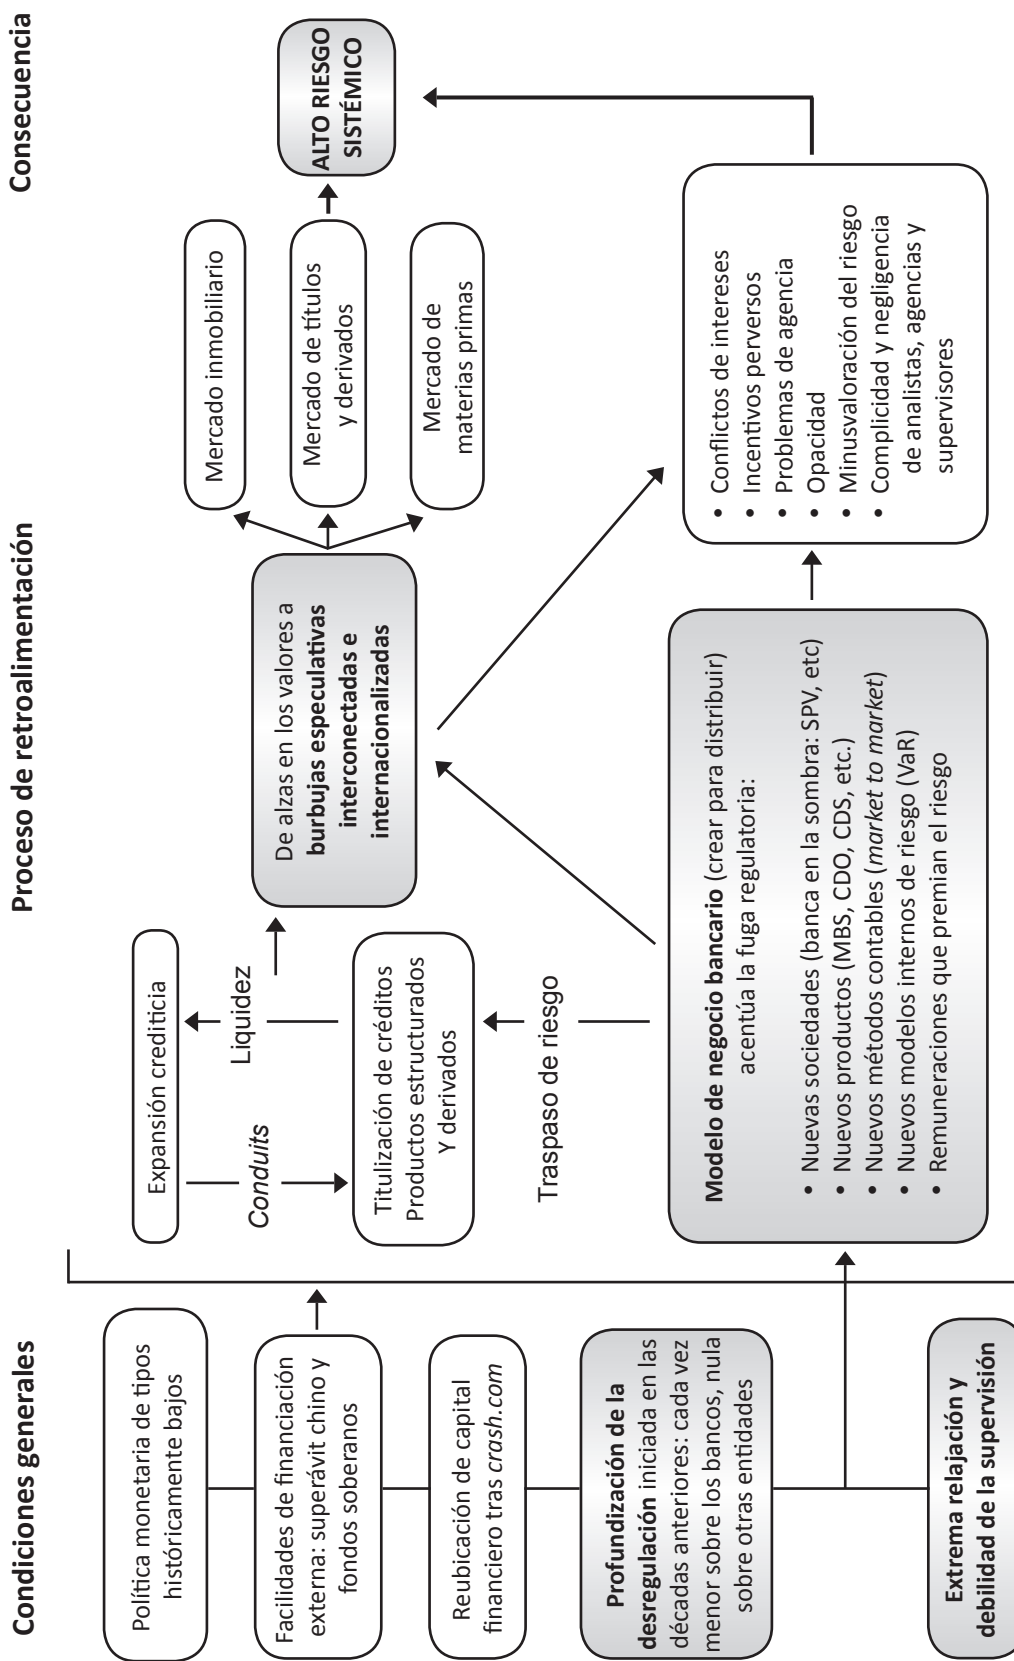 Condiciones generales
Proceso de retroalimentación
Consecuencia
Política monetaria de tipos
históricamente bajos
Facilidades de financiación
externa: superávit chino y
fondos soberanos
Reubicación de capital
financiero tras crash.com
Profundización de la
desregulación iniciada en las
décadas anteriores: cada vez
menor sobre los bancos, nula
sobre otras entidades
Extrema relajación y
debilidad de la supervisión
Expansión crediticia
Conduits
Liquidez
Titulización de créditos
Productos estructurados
Y derivados
Traspaso de riesgo
Modelo de negocio bancario (crear para distribuir)
acentúa la fuga regulatoria:
• Nuevas sociedades (banca en la sombra: SPV, etc)
• Nuevos productos (MBS, CDO, CDS, etc.)
• Nuevos métodos contables (market to market)
• Nuevos modelos internos de riesgo (VaR)
• Remuneraciones que premian el riesgo
De alzas en los valores a
burbujas especulativas
interconectadas e
internacionalizadas
Mercado inmobiliario
Mercado de títulos
y derivados
Mercado de
materias primas
• Conflictos de intereses
• Incentivos perversos
• Problemas de agencia
• Opacidad
• Minusvaloración del riesgo
• Complicidad y negligencia
de analistas, agencias y
supervisores
ALTO RIESGO
SISTÉMICO